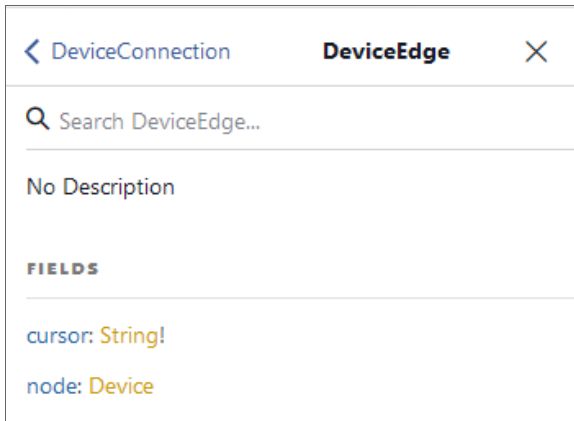 DeviceConnection DeviceEdge
Search DeviceEdge...
No Description
FIELDS
cursor: String!
node: Device